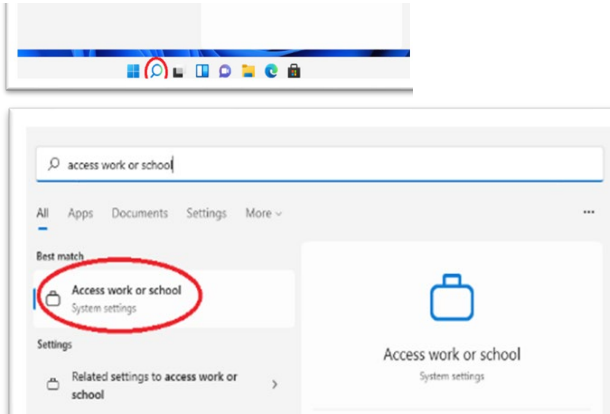 access work or school
All Apps Documents Settings More
Best match
Access work or school
System settings
Settings
Related settings to access work or
school
Access work or school
System settings